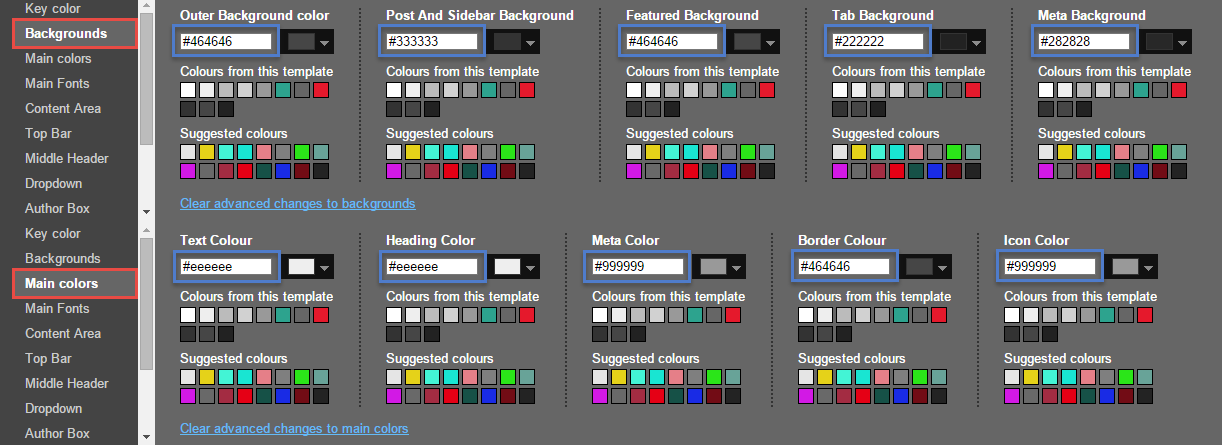 Key color
Backgrounds
Main colors
Main Fonts
Content Area
Top Bar
Middle Header
Dropdown
Author Box
Outer Background color
#464646
Colours from this template
Suggested colours
Post And Sidebar Background
#333333
Colours from this template
Suggested colours
Featured Background
#464646
Colours from this template
Suggested colours
Tab Background
#222222
Colours from this template
Suggested colours
Meta Background
#282828
Colours from this template
Suggested colours
Clear advanced changes to backgrounds
Key color
Backgrounds
Main colors
Main Fonts
Content Area
Top Bar
Middle Header
Dropdown
Author Box
Text Colour
#eeeeee
Colours from this template
Suggested colours
Heading Color
#eeeeee
Colours from this template
Suggested colours
Meta Color
#999999
Colours from this template
Suggested colours
Border Colour
#464646
Colours from this template
Suggested colours
Icon Color
#999999
Colours from this template
Suggested colours
Clear advanced changes to main colors